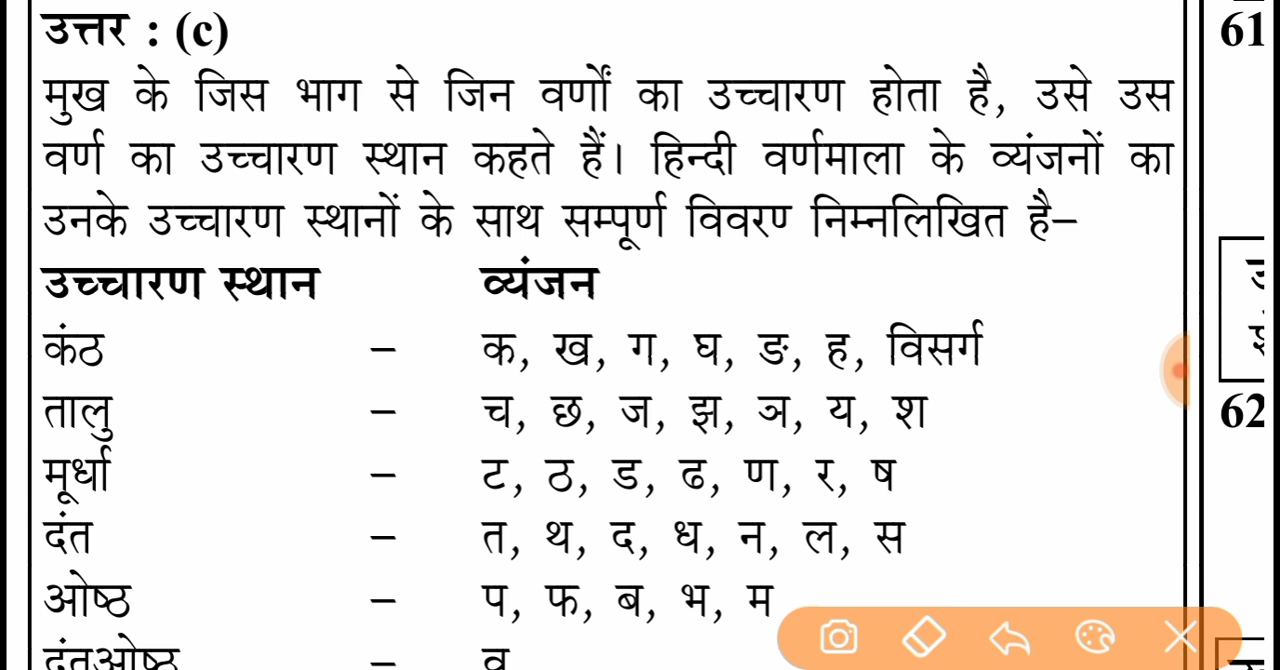 उत्तर : (c)
मुख के जिस भाग से जिन वर्णों का उच्चारण होता है, उसे उस
वर्ण का उच्चारण स्थान कहते हैं। हिन्दी वर्णमाला के व्यंजनों का
उनके उच्चारण स्थानों के साथ सम्पूर्ण विवरण निम्नलिखित है–
उच्चारण स्थान व्यंजन
कंठ – क, ख, ग, घ, ङ, ह, विसर्ग
तालु – च, छ, ज, झ, ञ, य, श
मूर्धा – ट, ठ, ड, ढ, ण, र, ष
दंत – त, थ, द, ध, न, ल, स
ओष्ठ – प, फ, ब, भ, म
दंतओष्ठ – व
61
62